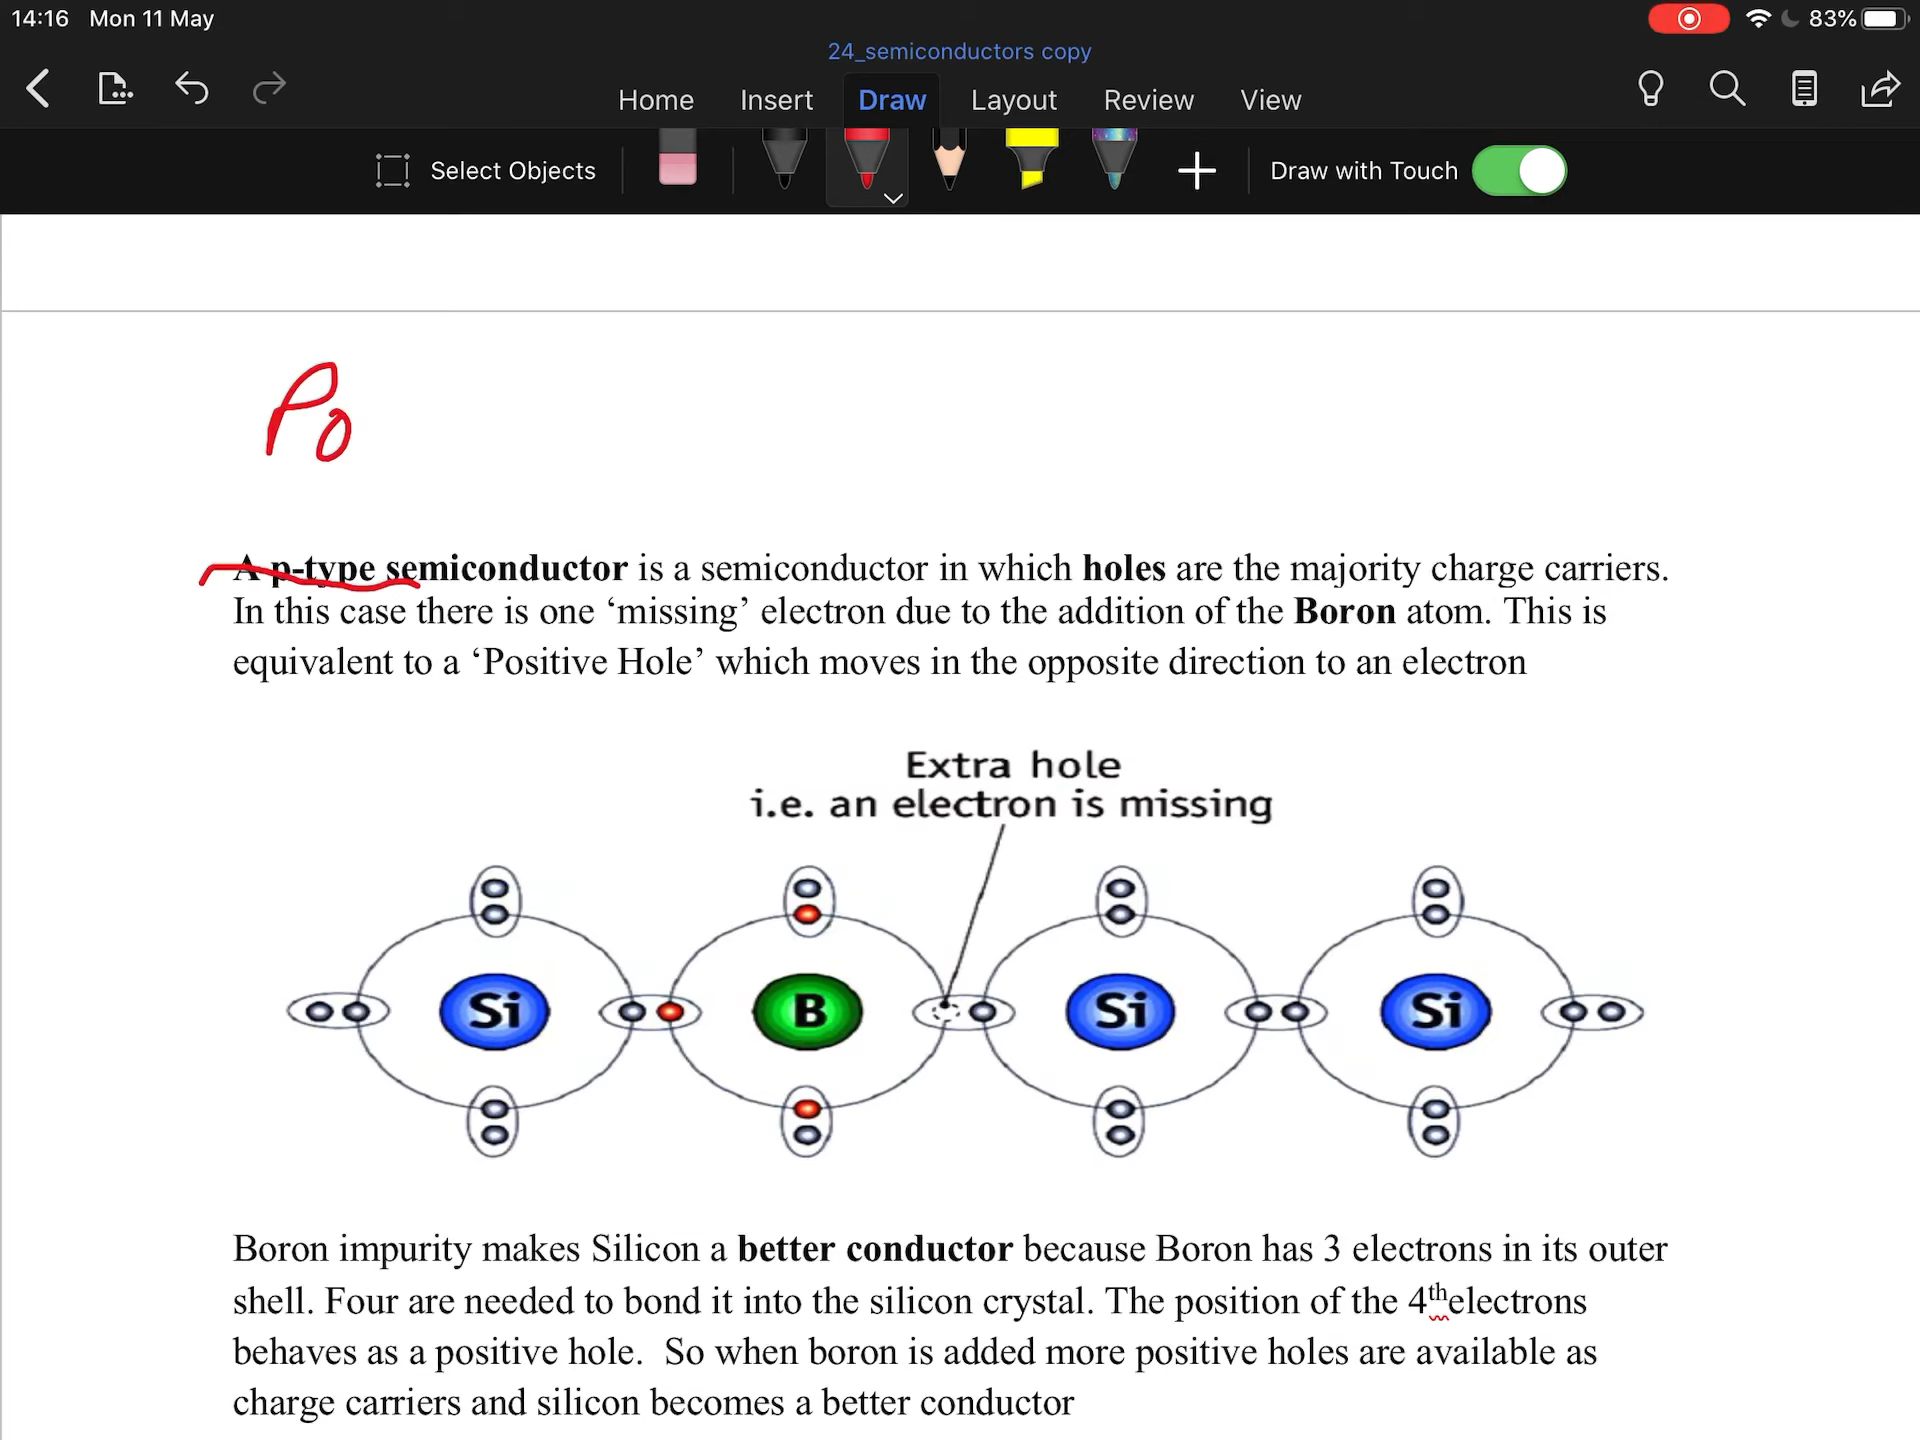 14:16 Mon 11 May
83%
24_semiconductors copy
Home Insert Draw Layout Review View
Select Objects
Draw with Touch
Po
A p-type semiconductor is a semiconductor in which holes are the majority charge carriers.
In this case there is one ‘missing’ electron due to the addition of the Boron atom. This is
equivalent to a ‘Positive Hole’ which moves in the opposite direction to an electron
Extra hole
i.e. an electron is missing
Si B Si Si
Boron impurity makes Silicon a better conductor because Boron has 3 electrons in its outer
shell. Four are needed to bond it into the silicon crystal. The position of the 4thelectrons
behaves as a positive hole.  So when boron is added more positive holes are available as
charge carriers and silicon becomes a better conductor